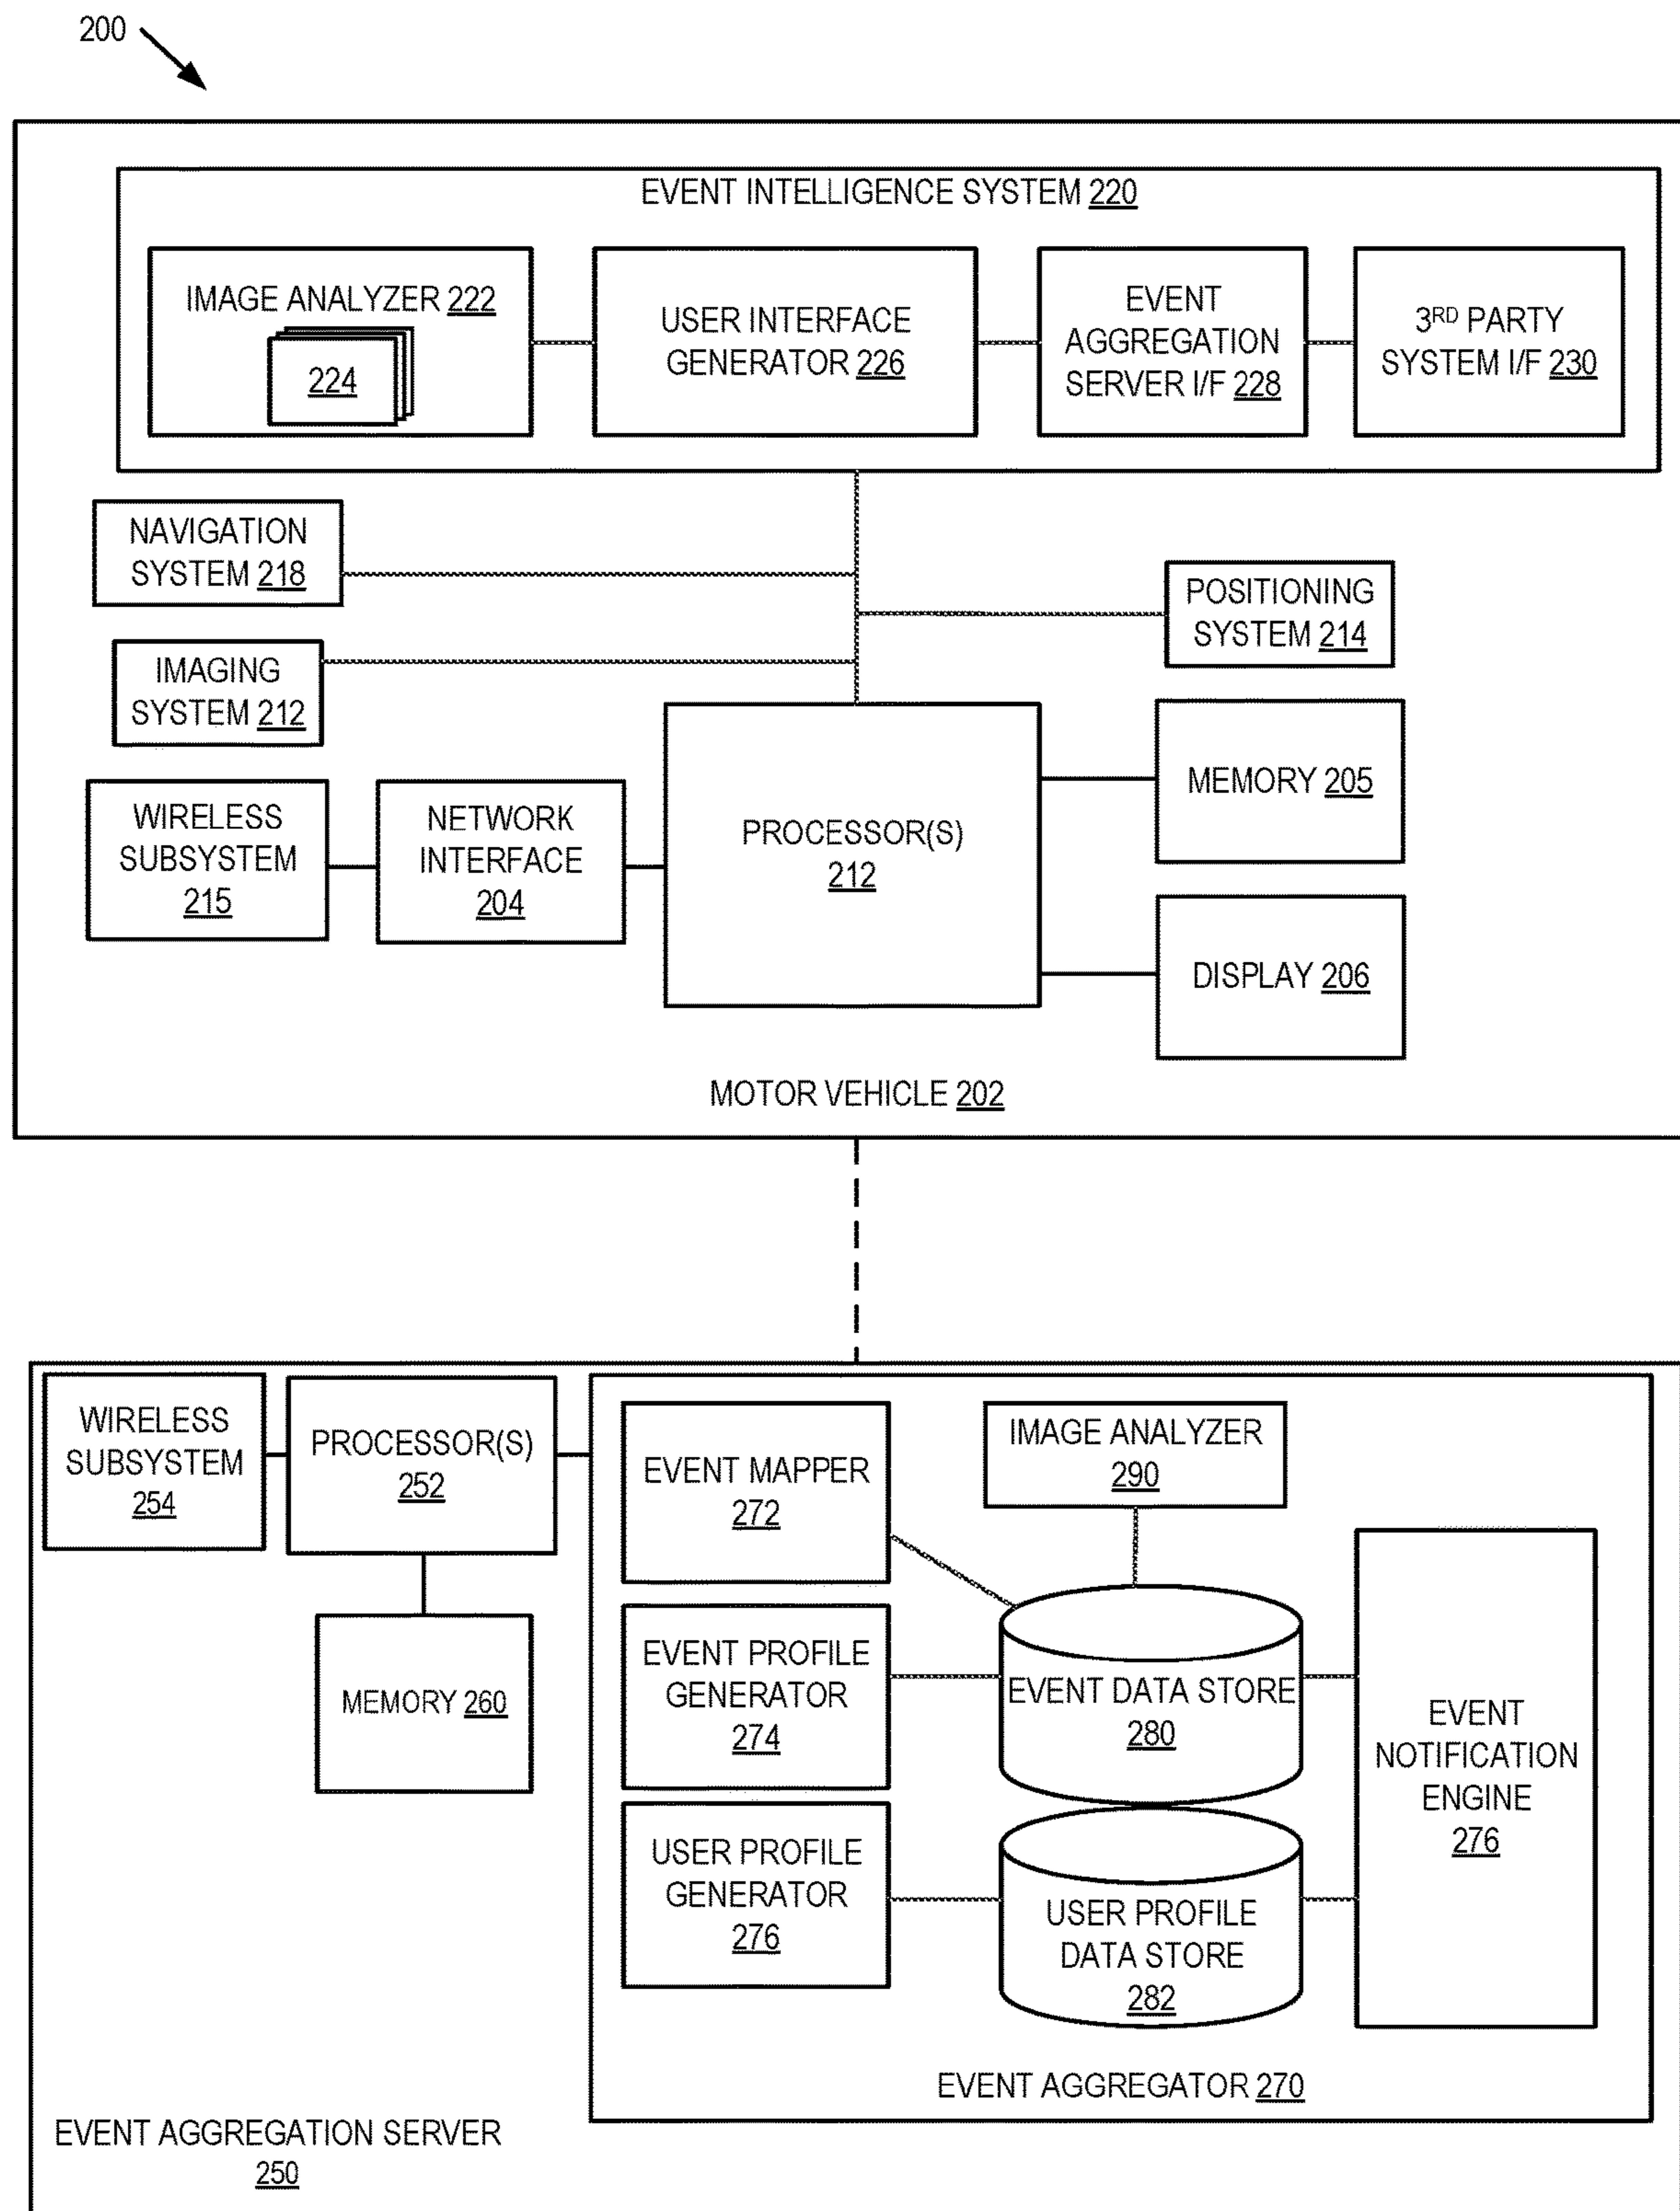 200
EVENT INTELLIGENCE SYSTEM 220
IMAGE ANALYZER 222
224
USER INTERFACE
GENERATOR 226
EVENT
AGGREGATION
SERVER I/F 228
3RD PARTY
SYSTEM I/F 230
NAVIGATION
SYSTEM 218
POSITIONING
SYSTEM 214
IMAGING
SYSTEM 212
WIRELESS
SUBSYSTEM
215
NETWORK
INTERFACE
204
PROCESSOR(S)
212
MEMORY 205
DISPLAY 206
MOTOR VEHICLE 202
WIRELESS
SUBSYSTEM
254
PROCESSOR(S)
252
MEMORY 260
EVENT MAPPER
272
IMAGE ANALYZER
290
EVENT PROFILE
GENERATOR
274
EVENT DATA STORE
280
EVENT
NOTIFICATION
ENGINE
276
USER PROFILE
GENERATOR
276
USER PROFILE
DATA STORE
282
EVENT AGGREGATOR 270
EVENT AGGREGATION SERVER
250